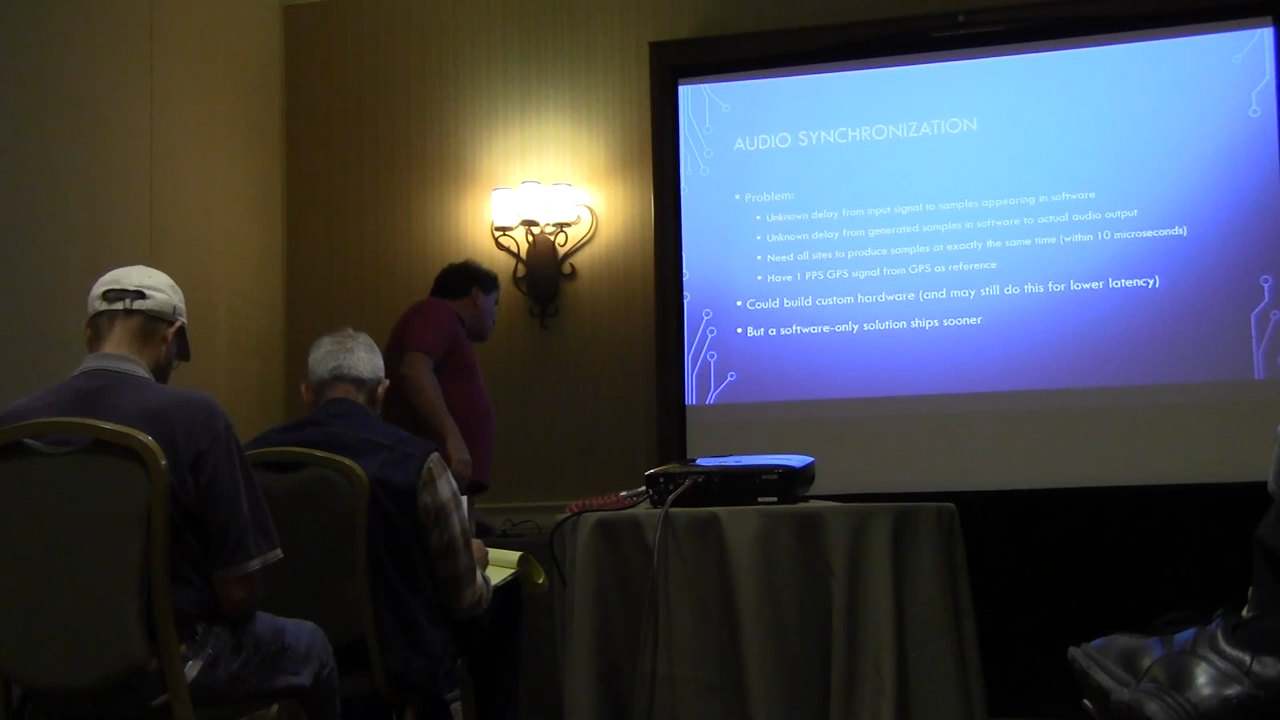 AUDIO SYNCHRONIZATION
• Problem:
• Unknown delay from input signal to samples appearing in software
• Unknown delay from generated samples in software to actual audio output
• Need all sites to produce samples at exactly the same time (within 10 microseconds)
• Have 1 PPS GPS signal from GPS as reference
• Could build custom hardware (and may still do this for lower latency)
• But a software-only solution ships sooner